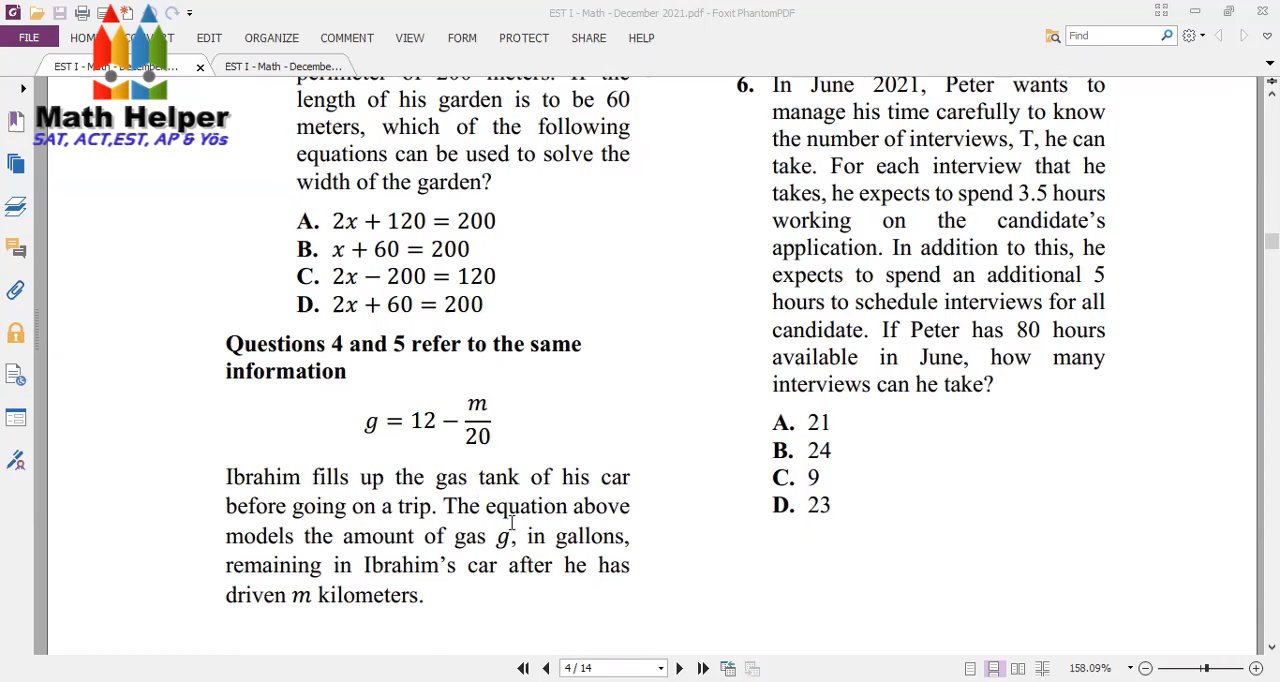 EST I - Math - December 2021.pdf - Foxit PhantomPDF
FILE
EDIT
ORGANIZE
COMMENT
VIEW
FORM
PROTECT
SHARE
HELP
Find
EST I - Math - Decembe...
Math Helper
SAT, ACT,EST, AP & Yös
perimeter of 200 meters. If the
length of his garden is to be 60
meters, which of the following
equations can be used to solve the
width of the garden?
A. 2x + 120 = 200
B. x + 60 = 200
C. 2x − 200 = 120
D. 2x + 60 = 200
Questions 4 and 5 refer to the same
information
g = 12 − m/20
Ibrahim fills up the gas tank of his car
before going on a trip. The equation above
models the amount of gas g, in gallons,
remaining in Ibrahim's car after he has
driven m kilometers.
6. In June 2021, Peter wants to
manage his time carefully to know
the number of interviews, T, he can
take. For each interview that he
takes, he expects to spend 3.5 hours
working on the candidate's
application. In addition to this, he
expects to spend an additional 5
hours to schedule interviews for all
candidate. If Peter has 80 hours
available in June, how many
interviews can he take?
A. 21
B. 24
C. 9
D. 23
4 / 14
158.09%